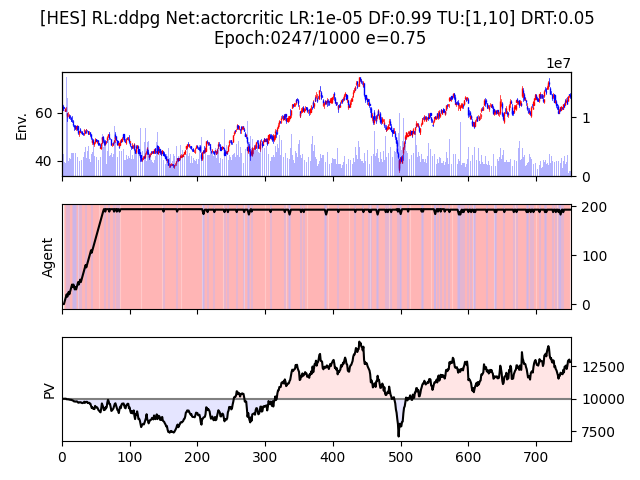 [HES] RL:ddpg Net:actorcritic LR:1e-05 DF:0.99 TU:[1,10] DRT:0.05
Epoch:0247/1000 e=0.75
1e7
Env.
60
40
1
0
Agent
200
100
0
PV
12500
10000
7500
0 100 200 300 400 500 600 700